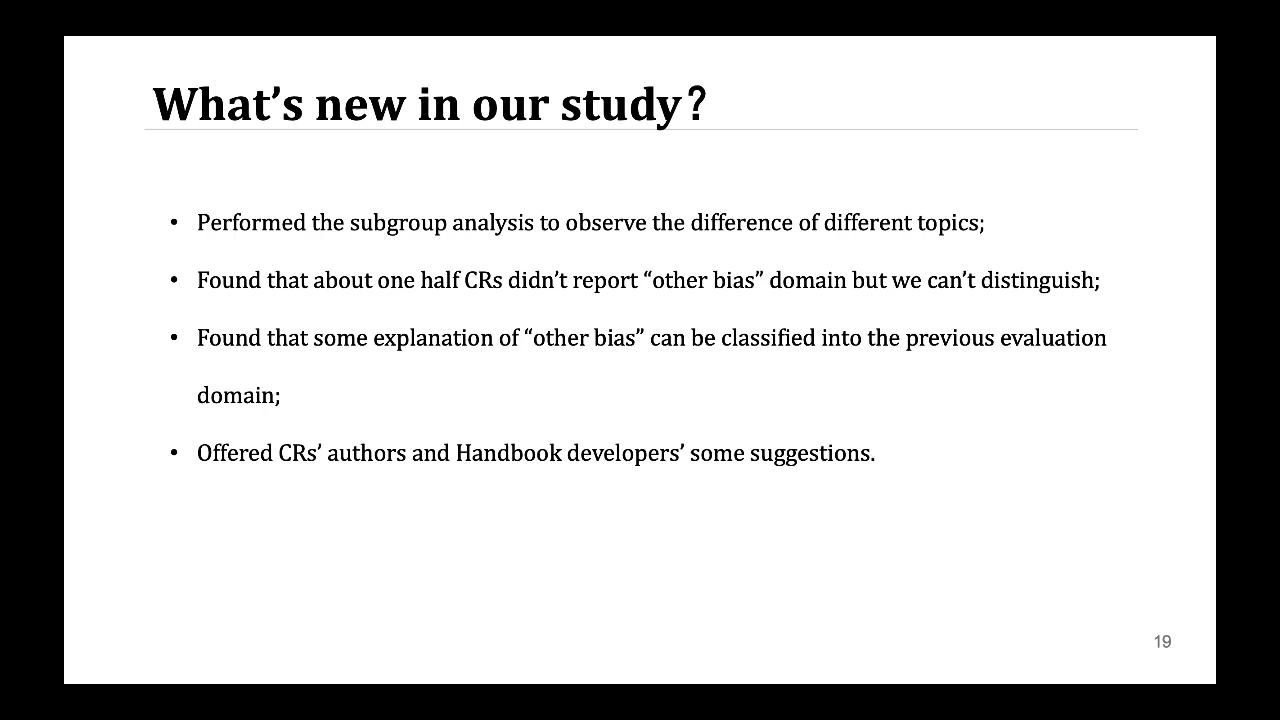 What’s new in our study?
• Performed the subgroup analysis to observe the difference of different topics;
• Found that about one half CRs didn’t report “other bias” domain but we can’t distinguish;
• Found that some explanation of “other bias” can be classified into the previous evaluation
domain;
• Offered CRs’ authors and Handbook developers’ some suggestions.
19